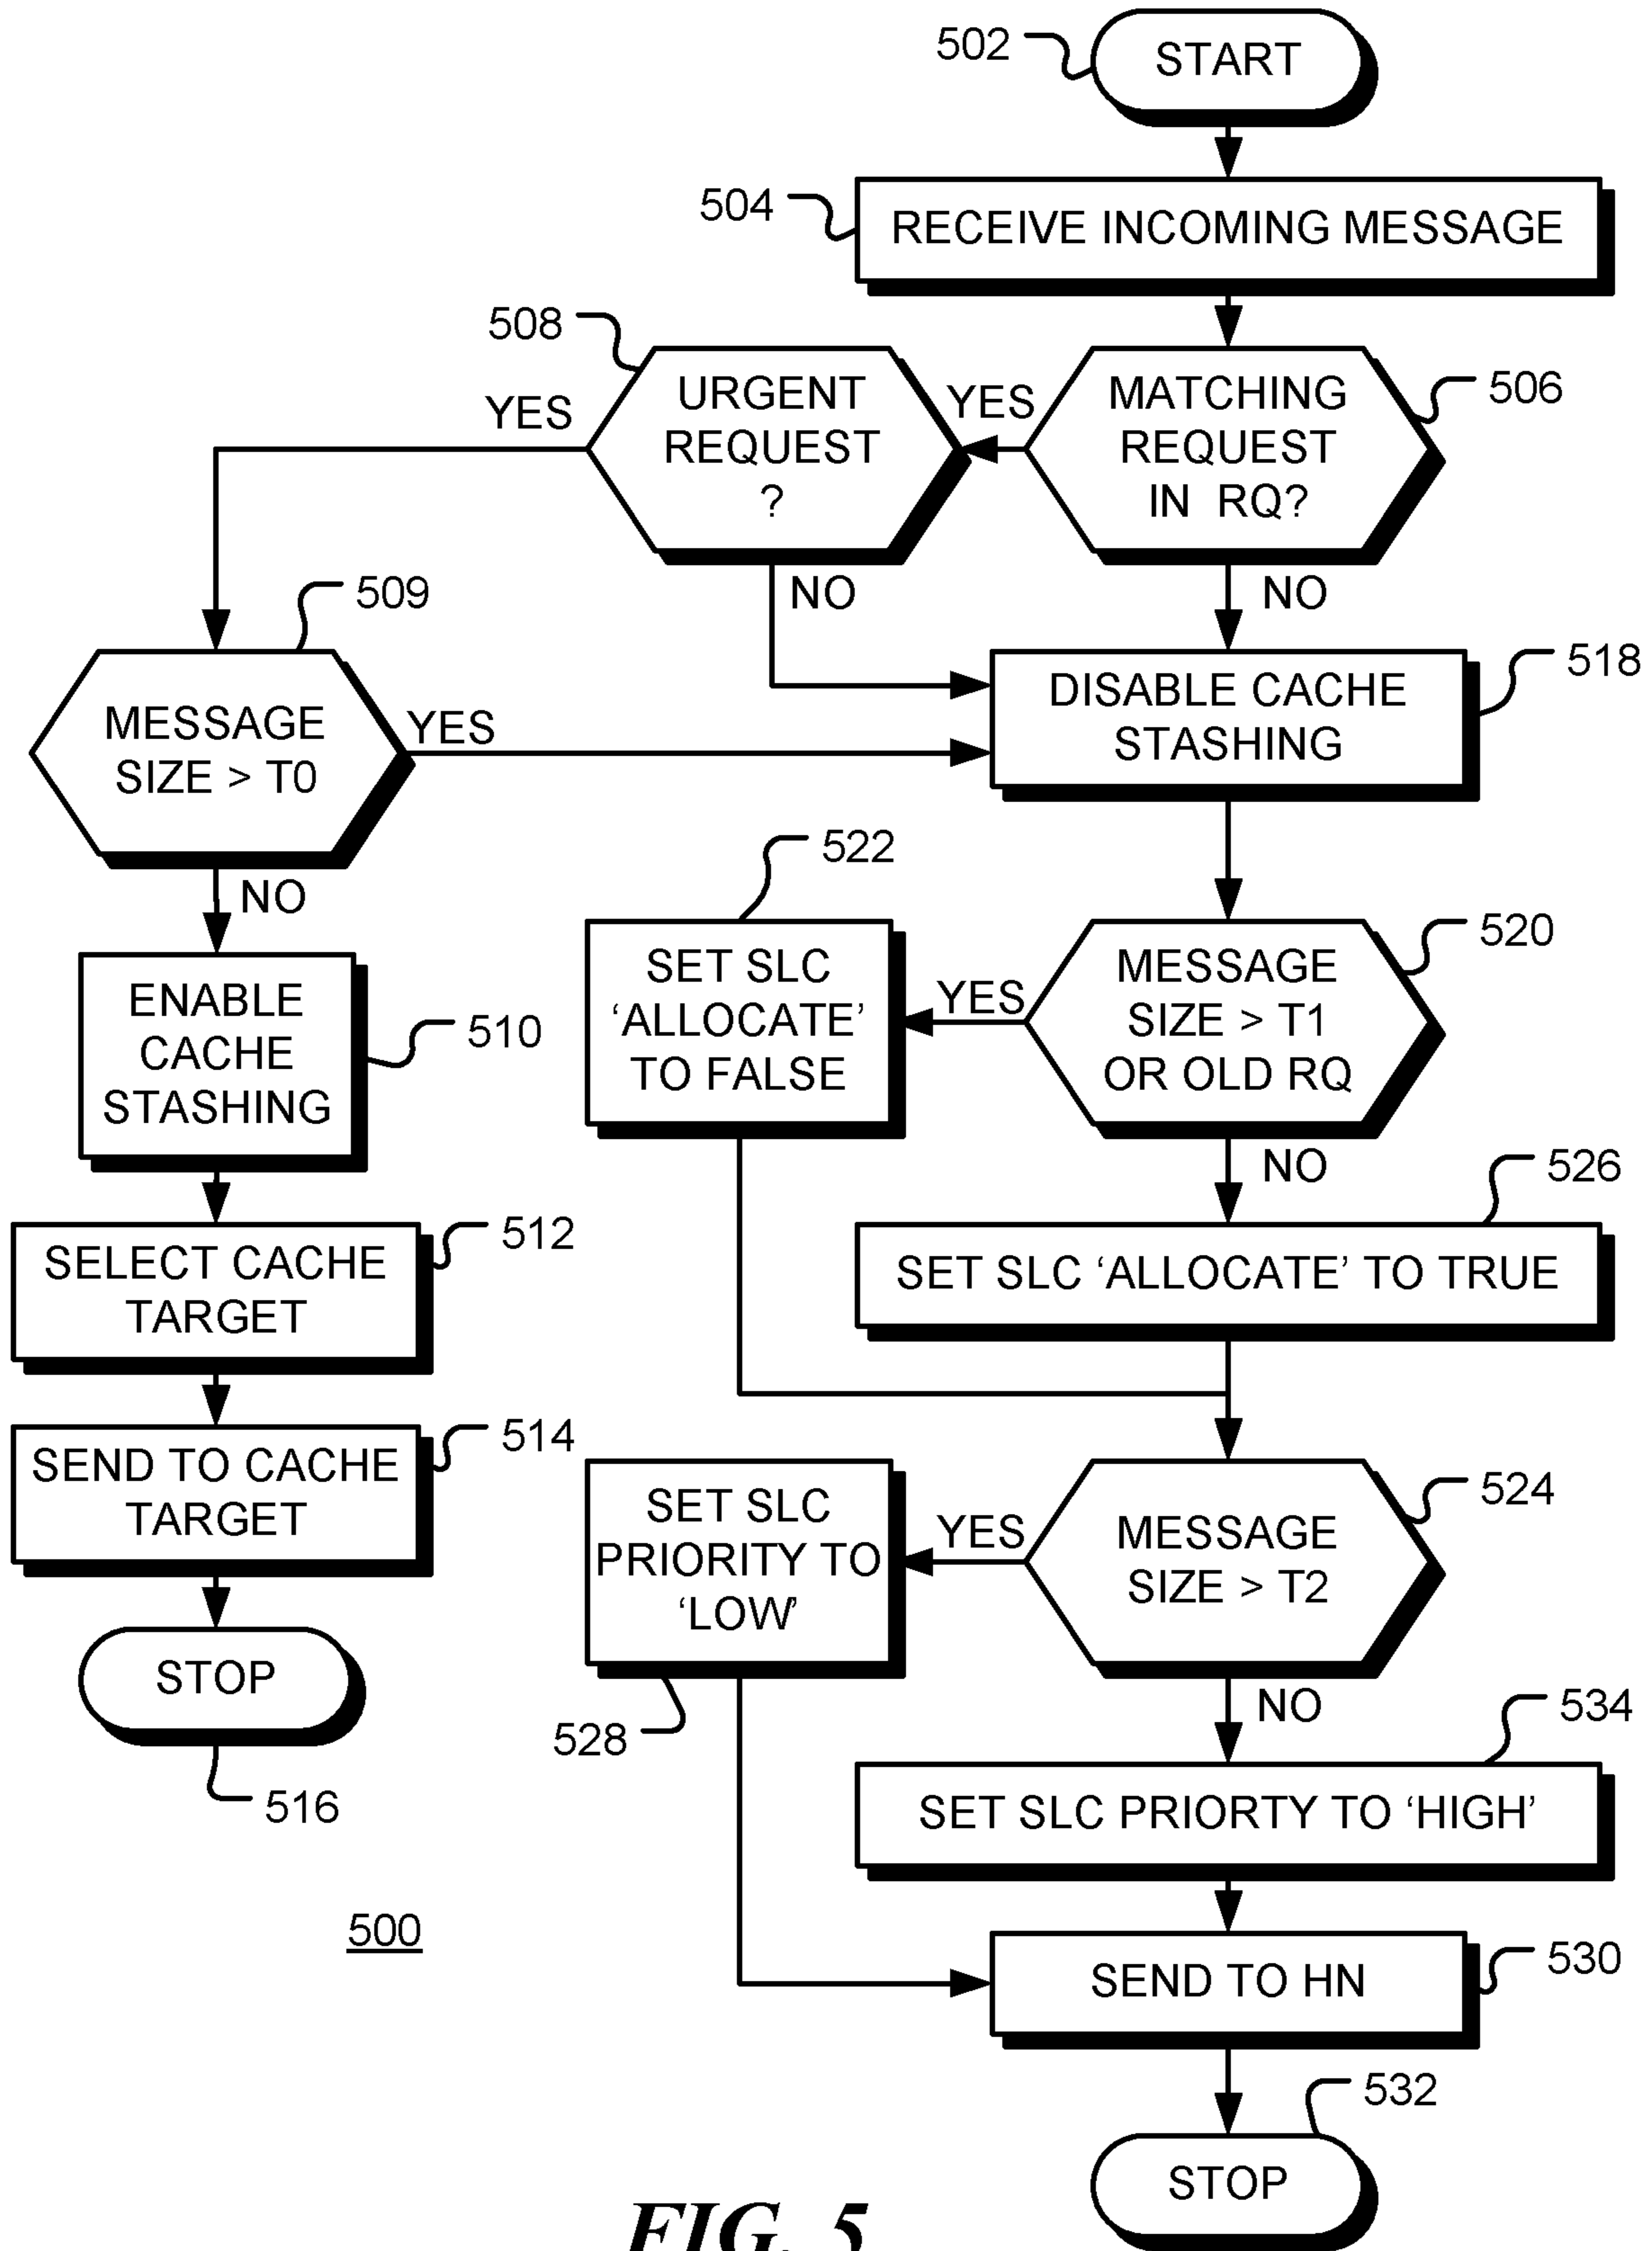 502
START
504
RECEIVE INCOMING MESSAGE
508
URGENT
REQUEST
?
YES
YES
MATCHING
REQUEST
IN RQ?
506
NO
NO
509
MESSAGE
SIZE > T0
YES
DISABLE CACHE
STASHING
518
NO
522
SET SLC
‘ALLOCATE’
TO FALSE
YES
MESSAGE
SIZE > T1
OR OLD RQ
520
ENABLE
CACHE
STASHING
510
NO
526
SET SLC ‘ALLOCATE’ TO TRUE
SELECT CACHE
TARGET
512
SEND TO CACHE
TARGET
514
SET SLC
PRIORITY TO
‘LOW’
YES
MESSAGE
SIZE > T2
524
STOP
516
528
NO
534
SET SLC PRIORTY TO ‘HIGH’
500
SEND TO HN
530
532
STOP
FIG. 5